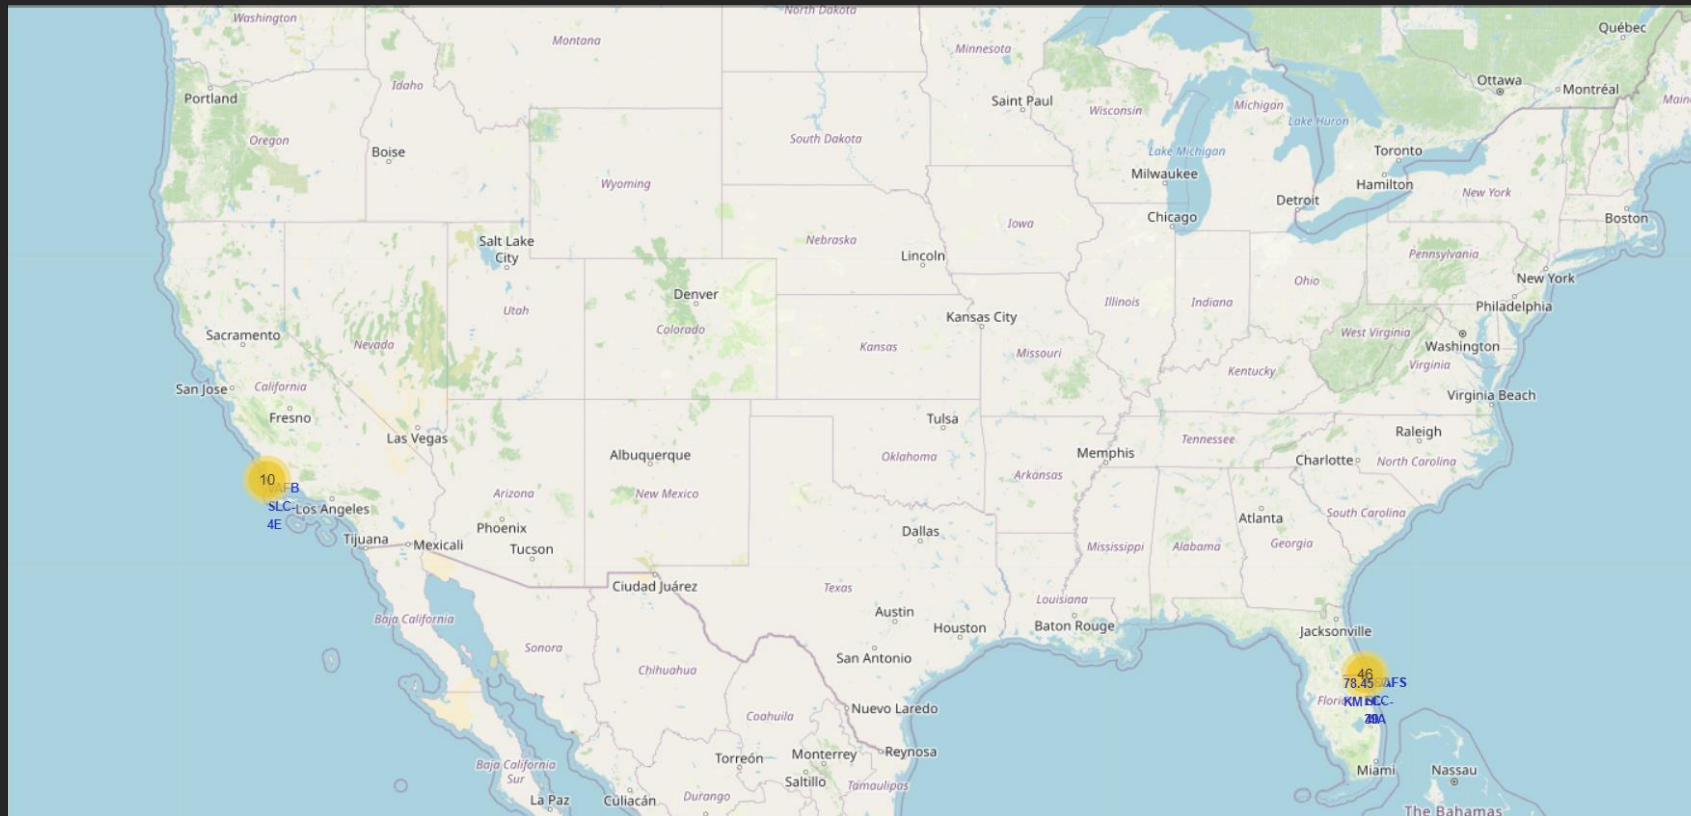 Washington
North Dakota
Québec
Montana
Minnesota
Idaho
Ottawa
Montréal
Portland
Saint Paul
Wisconsin
Michigan
Main
Lake Huron
Oregon
South Dakota
Boise
Lake Michigan
Toronto
Wyoming
Milwaukee
Hamilton
New York
Detroit
Chicago
Boston
Iowa
Salt Lake
City
Nebraska
Lincoln
Pennsylvania
New York
Denver
Ohio
Utah
Illinois
Indiana
Philadelphia
Kansas City
Sacramento
Colorado
West Virginia
Nevada
Kansas
Missouri
Washington
Virginia
Kentucky
San Jose
California
Virginia Beach
Fresno
Tulsa
Raleigh
Las Vegas
Tennessee
Albuquerque
Oklahoma
Memphis
Charlotte
North Carolina
Arkansas
10
VAFB
SLC-
4E
Los Angeles
Arizona
New Mexico
Phoenix
Dallas
Atlanta
South Carolina
Tijuana
Mexicali
Tucson
Mississippi
Alabama
Georgia
Ciudad Juárez
Texas
Louisiana
Baja California
Austin
Houston
Baton Rouge
Jacksonville
Sonora
San Antonio
Chihuahua
46
78.45
AFS
KM
Nuevo Laredo
Coahuila
Torreón
Monterrey
Reynosa
Baja California
Sur
Saltillo
Tamaulipas
Miami
Nassau
La Paz
Culiacán
Durango
The Bahamas